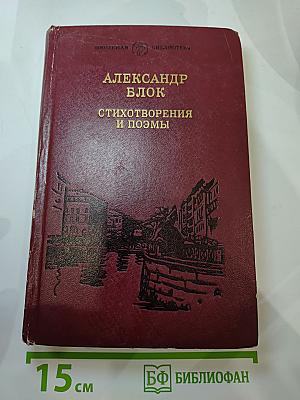 ШКОЛЬНАЯ БИБЛИОТЕКА
АЛЕКСАНДР
БЛОК
СТИХОТВОРЕНИЯ
И ПОЭМЫ
15 см
БФ БИБЛИОФАН